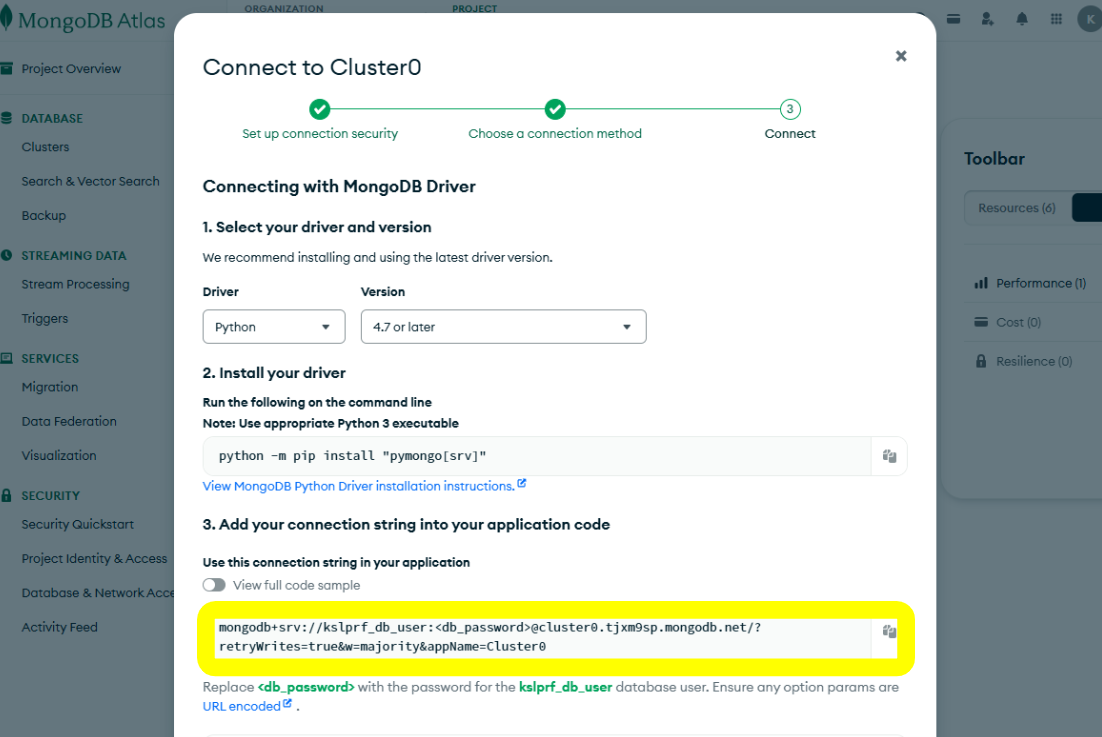 MongoDB Atlas
ORGANIZATION
PROJECT
K
Project Overview
DATABASE
Clusters
Search & Vector Search
Backup
STREAMING DATA
Stream Processing
Triggers
SERVICES
Migration
Data Federation
Visualization
SECURITY
Security Quickstart
Project Identity & Access
Database & Network Acce
Activity Feed
Connect to Cluster0
Set up connection security
Choose a connection method
3
Connect
Connecting with MongoDB Driver
1. Select your driver and version
We recommend installing and using the latest driver version.
Driver
Version
Python
4.7 or later
2. Install your driver
Run the following on the command line
Note: Use appropriate Python 3 executable
python -m pip install "pymongo[srv]"
View MongoDB Python Driver installation instructions.
3. Add your connection string into your application code
Use this connection string in your application
View full code sample
mongodb+srv://kslprf_db_user:<db_password>@cluster0.tjxm9sp.mongodb.net/?
retryWrites=true&w=majority&appName=Cluster0
Replace <db_password> with the password for the kslprf_db_user database user. Ensure any option params are
URL encoded .
Toolbar
Resources (6)
Performance (1)
Cost (0)
Resilience (0)